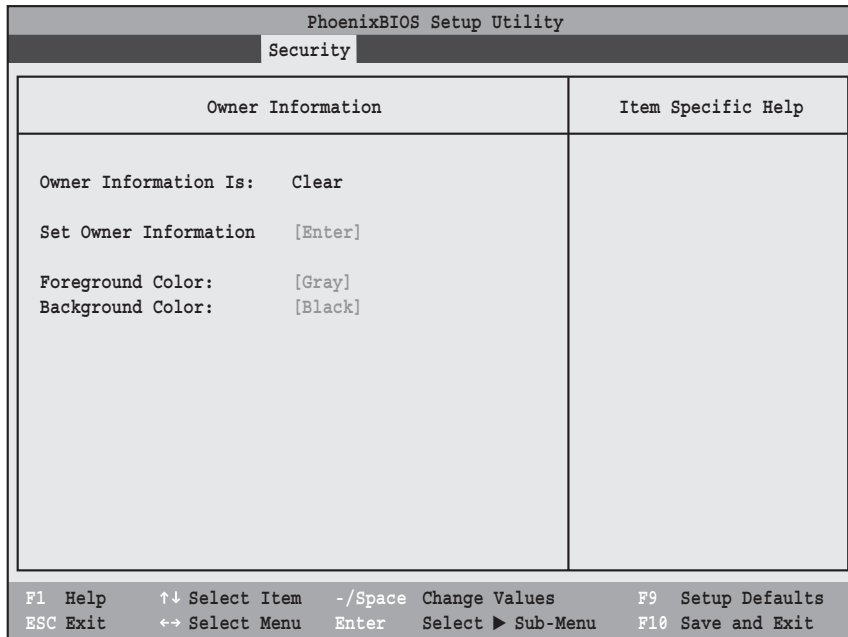 PhoenixBIOS Setup Utility
Security
Owner Information
Item Specific Help
Owner Information Is: Clear
Set Owner Information [Enter]
Foreground Color: [Gray]
Background Color: [Black]
F1 Help ↑↓ Select Item -/Space Change Values F9 Setup Defaults
ESC Exit ←→ Select Menu Enter Select ▶ Sub-Menu F10 Save and Exit